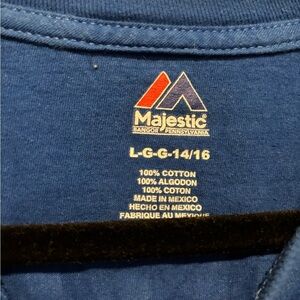 Majestic®
BANGOR PENNSYLVANIA
L-G-G-14/16
100% COTTON
100% ALGODON
100% COTON
MADE IN MEXICO
HECHO EN MEXICO
FABRIQUE AU MEXIQUE